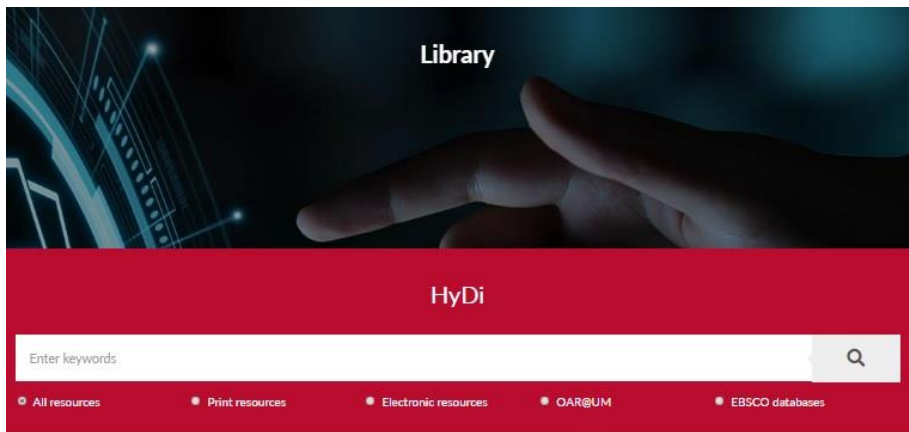 Library
HyDi
Enter keywords
All resources
Print resources
Electronic resources
OAR@UM
EBSCO databases